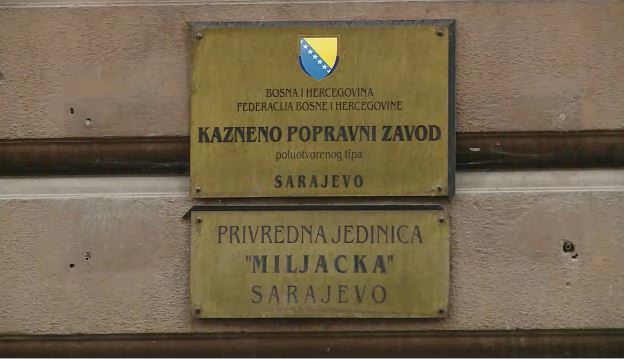 BOSNA I HERCEGOVINA
FEDERACIJA BOSNE I HERCEGOVINE
KAZNENO POPRAVNI ZAVOD
poluotvorenog tipa
SARAJEVO
PRIVREDNA JEDINICA
"MILJACKA"
SARAJEVO